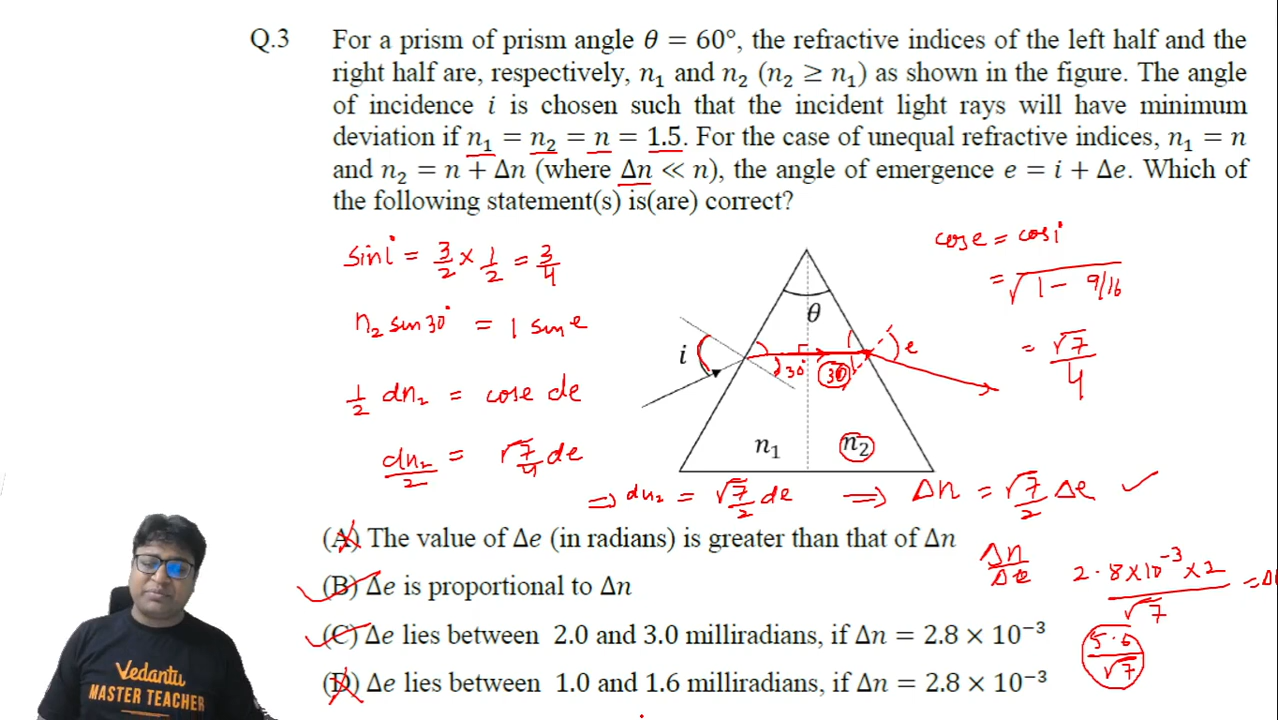 Q.3 For a prism of prism angle θ = 60°, the refractive indices of the left half and the
right half are, respectively, n₁ and n₂ (n₂ ≥ n₁) as shown in the figure. The angle
of incidence i is chosen such that the incident light rays will have minimum
deviation if n₁ = n₂ = n = 1.5. For the case of unequal refractive indices, n₁ = n
and n₂ = n + Δn (where Δn ≪ n), the angle of emergence e = i + Δe. Which of
the following statement(s) is(are) correct?
sin i = 3/2 × 1/2 = 3/4
n₂ sin 30° = 1 sin e
1/2 dn₂ = cos e de
dn₂/2 = √7/4 de
θ
i
30°
30
e
n₁
n₂
cos e = cos i
= √(1 - 9/16)
= √7/4
⇒ dn₂ = √7/2 de ⇒ Δn = √7/2 Δe ✓
(A) The value of Δe (in radians) is greater than that of Δn
(B) Δe is proportional to Δn
(C) Δe lies between 2.0 and 3.0 milliradians, if Δn = 2.8 × 10⁻³
(D) Δe lies between 1.0 and 1.6 milliradians, if Δn = 2.8 × 10⁻³
Δn/Δe
2.8×10⁻³×2/√7 = Δ
5.6/√7
Vedantu
MASTER TEACHER